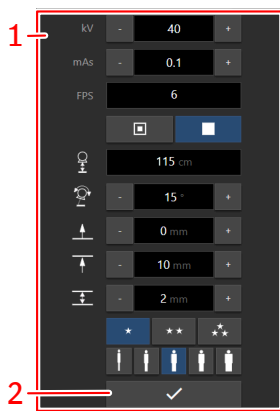 1
kV - 40 +
mAs - 0.1 +
FPS 6
115 cm
- 15 ° +
- 0 mm +
- 10 mm +
- 2 mm +
2